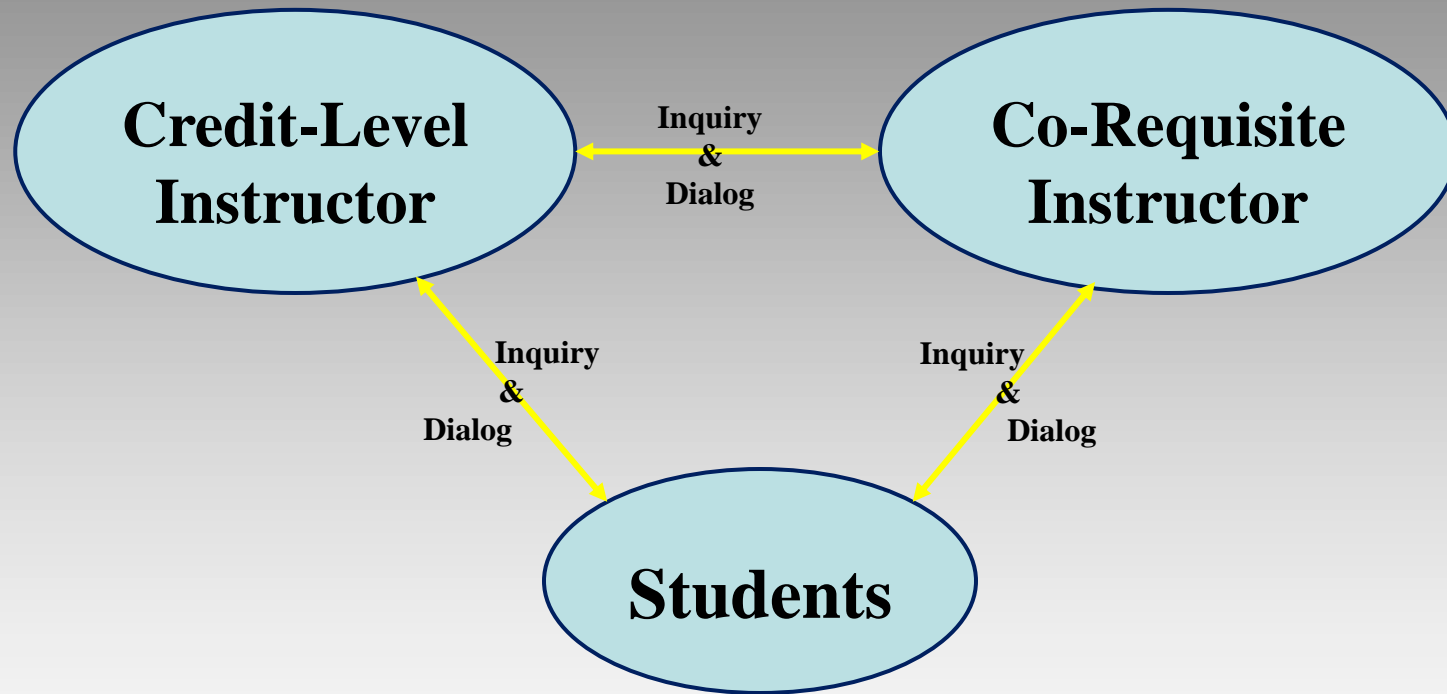 Credit-Level
Instructor
Inquiry
&
Dialog
Co-Requisite
Instructor
Inquiry
&
Dialog
Inquiry
&
Dialog
Students